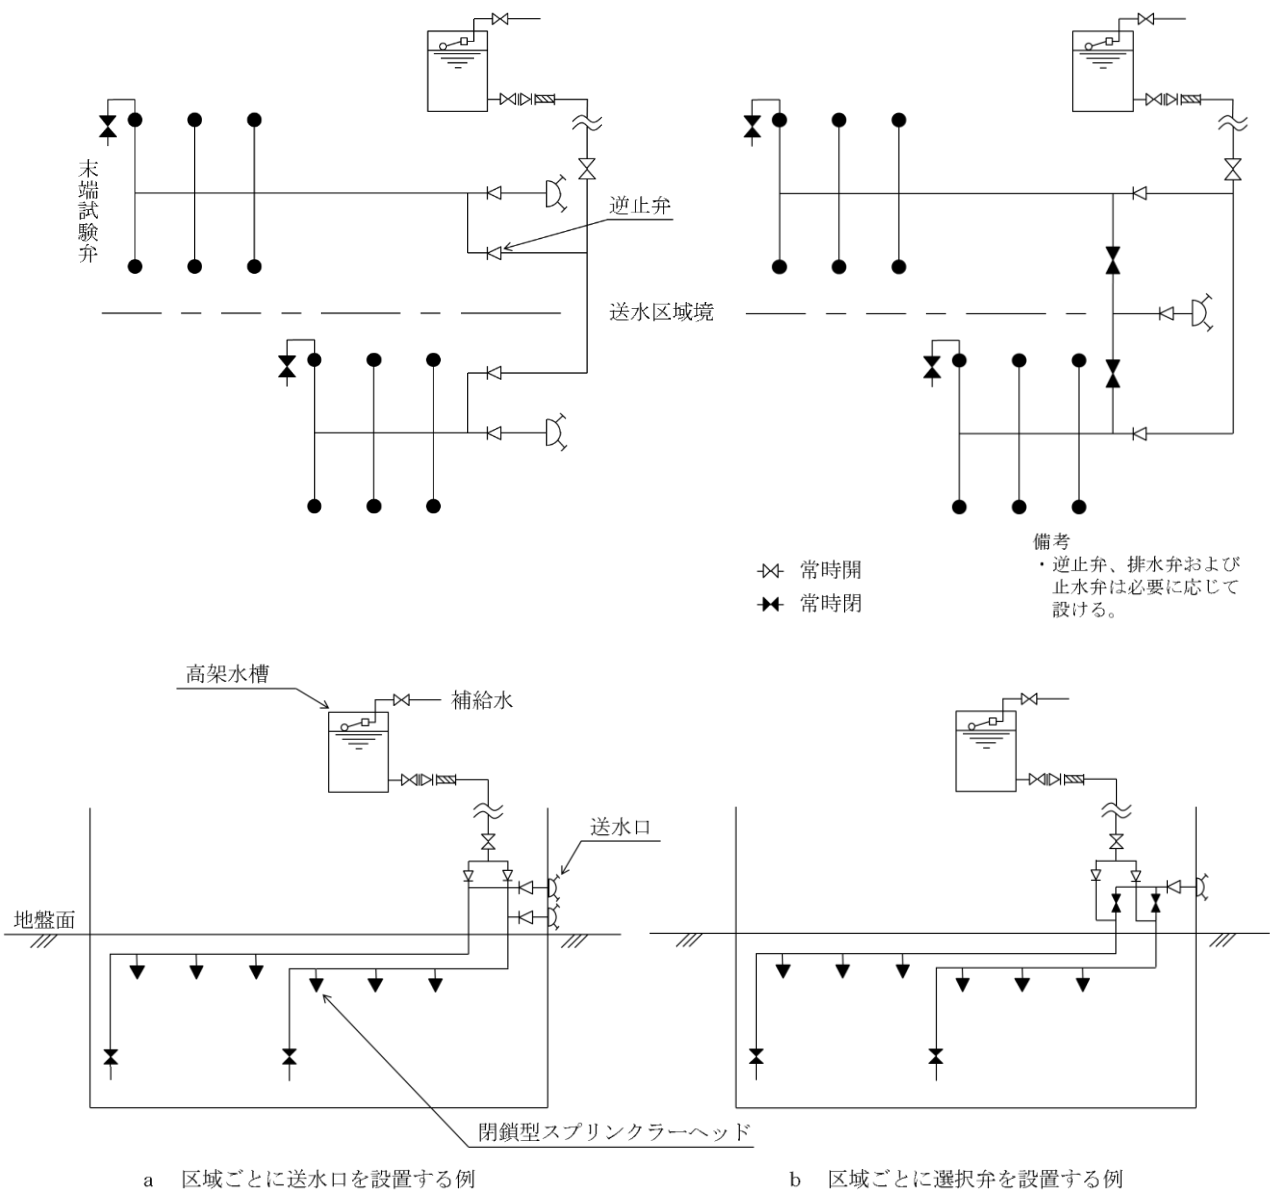 末端試験弁
逆止弁
送水区域境
備考
・逆止弁、排水弁および
止水弁は必要に応じて
設ける。
常時開
常時閉
高架水槽
補給水
送水口
地盤面
閉鎖型スプリンクラーヘッド
a 区域ごとに送水口を設置する例
b 区域ごとに選択弁を設置する例